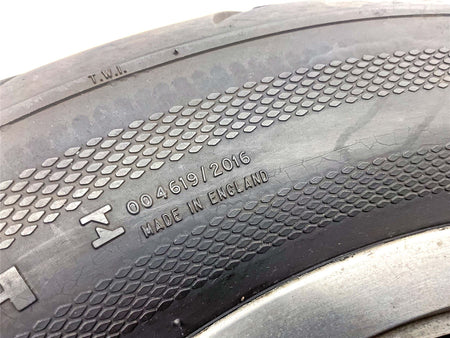 T.W.I.
004619/2016
MADE IN ENGLAND
H